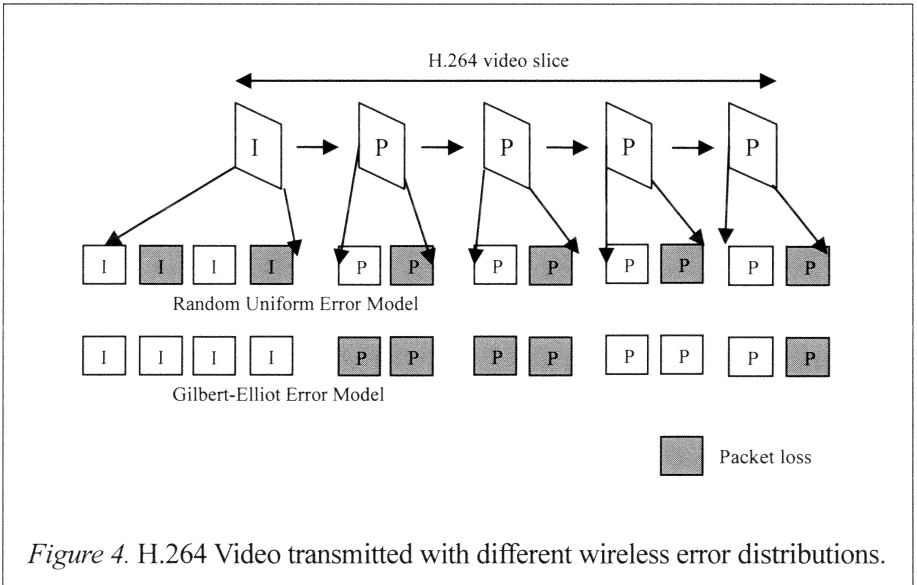 H.264 video slice
I P P P P
I I I I P P P P P P P P
Random Uniform Error Model
I I I I P P P P P P P P
Gilbert-Elliot Error Model
Packet loss
Figure 4. H.264 Video transmitted with different wireless error distributions.